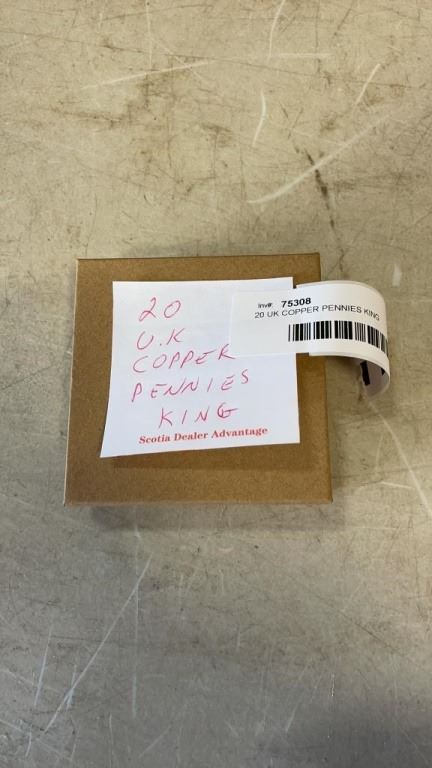 20
U.K
COPPER
PENNIES
KING
Scotia Dealer Advantage
Inv#: 75308
20 UK COPPER PENNIES KING